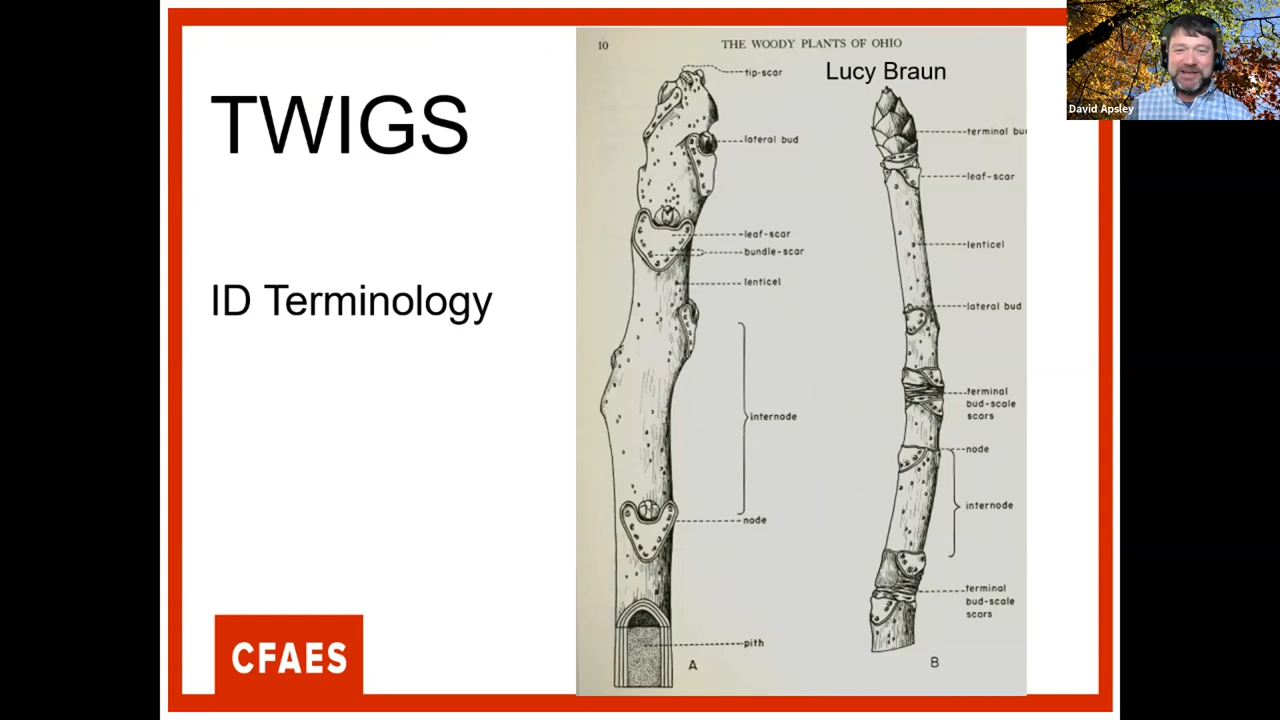 TWIGS
ID Terminology
CFAES
10
THE WOODY PLANTS OF OHIO
Lucy Braun
tip-scar
lateral bud
leaf-scar
bundle-scar
lenticel
internode
node
pith
A
terminal bu
leaf-scar
lenticel
lateral bud
terminal
bud-scale
scars
node
internode
terminal
bud-scale
scars
B
David Apsley